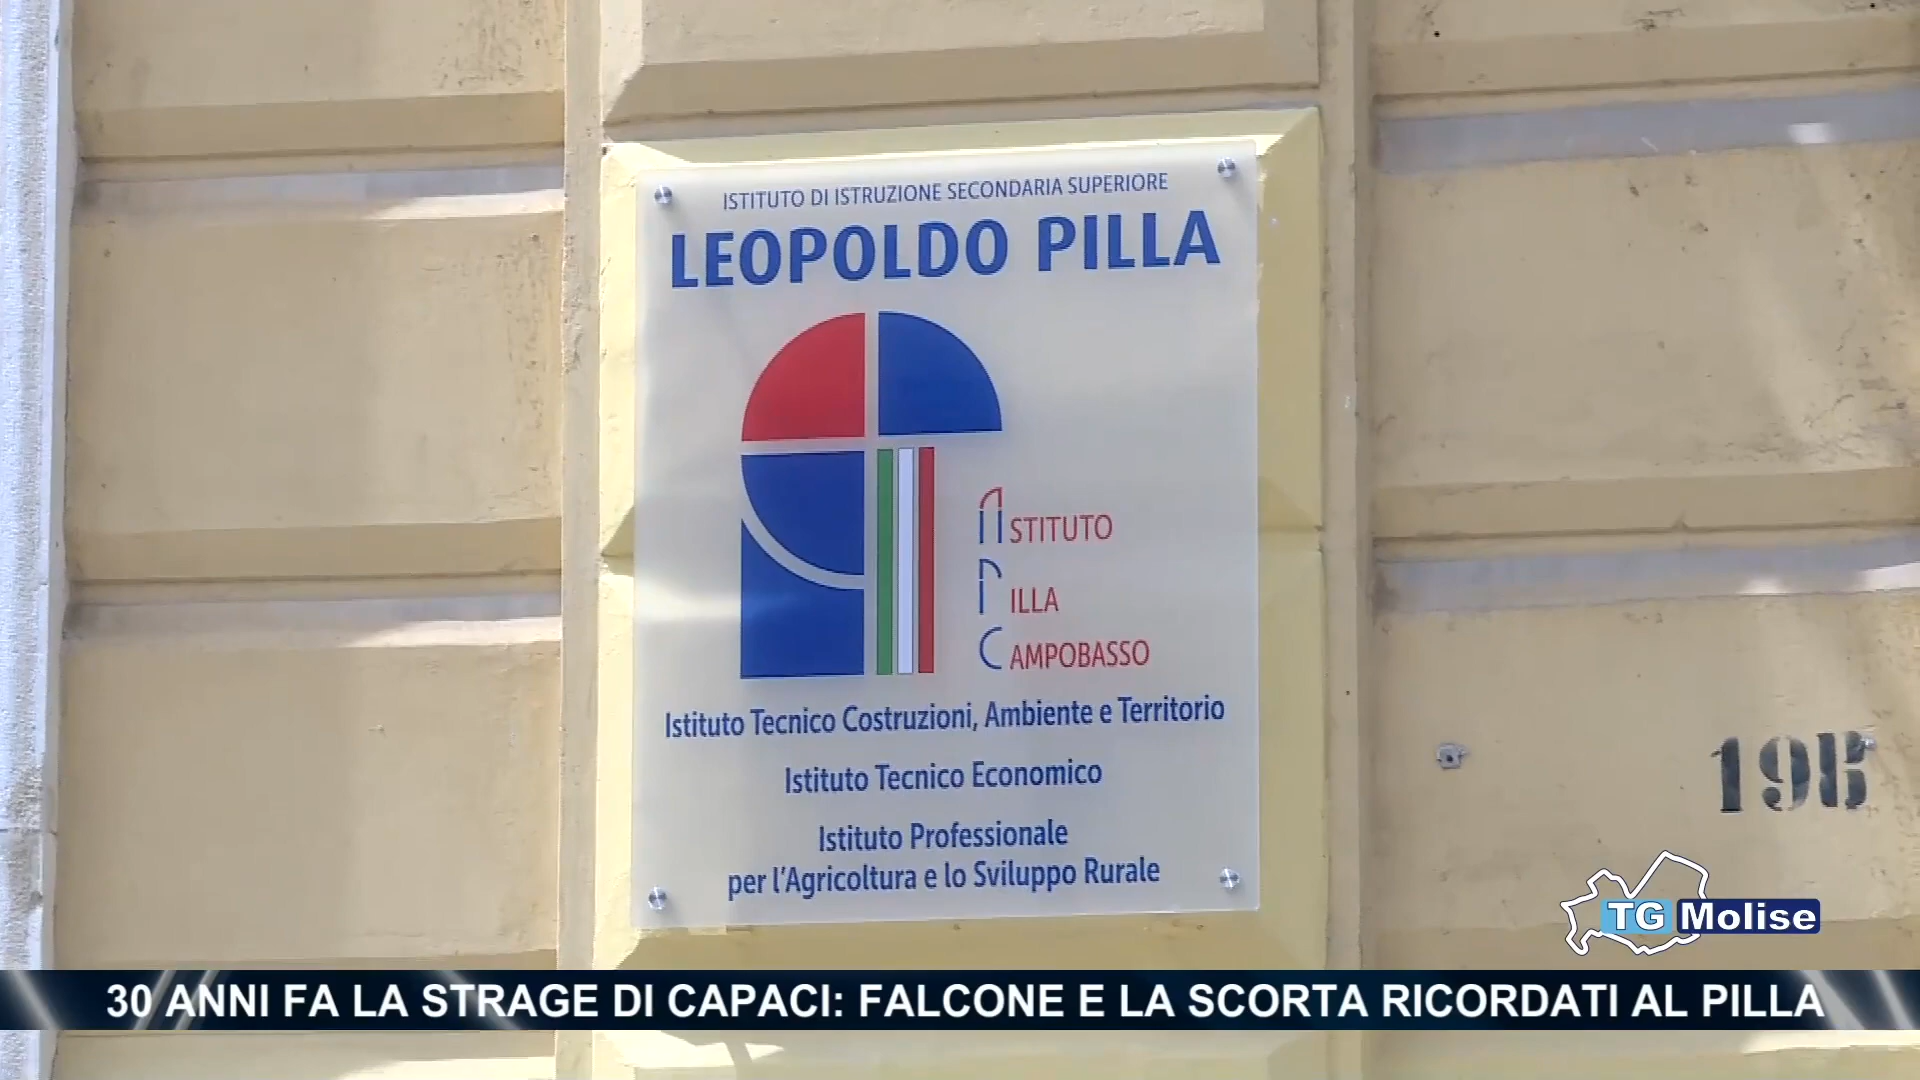 ISTITUTO DI ISTRUZIONE SECONDARIA SUPERIORE
LEOPOLDO PILLA
ISTITUTO
PILLA
CAMPOBASSO
Istituto Tecnico Costruzioni, Ambiente e Territorio
Istituto Tecnico Economico
Istituto Professionale
per l'Agricoltura e lo Sviluppo Rurale
19B
TG Molise
30 ANNI FA LA STRAGE DI CAPACI: FALCONE E LA SCORTA RICORDATI AL PILLA